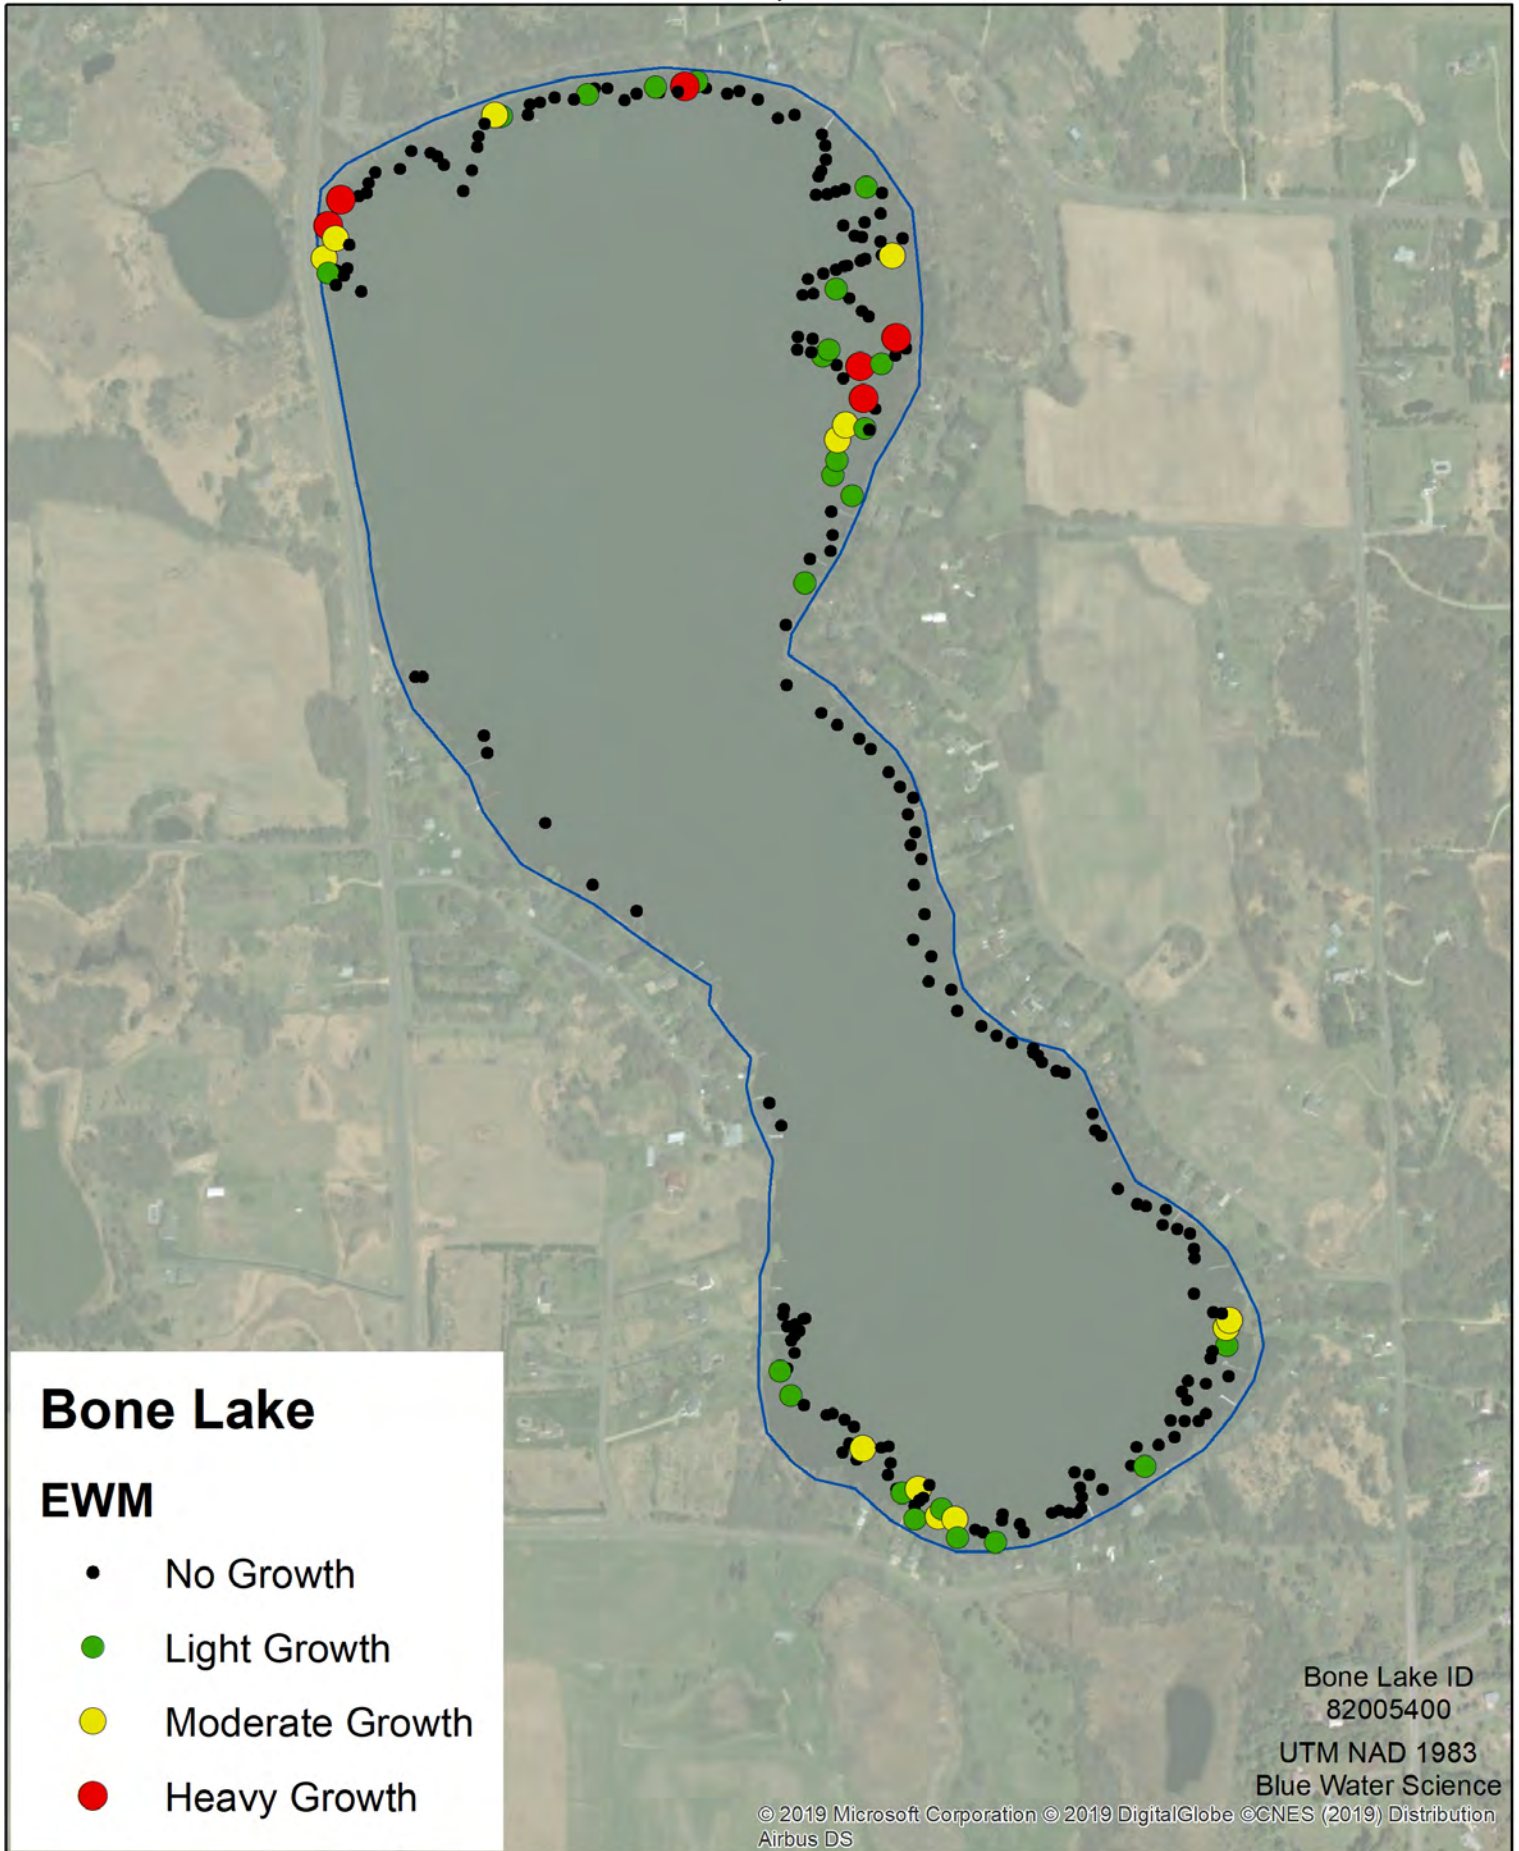 Bone Lake
EWM
No Growth
Light Growth
Moderate Growth
Heavy Growth
Bone Lake ID
82005400
UTM NAD 1983
Blue Water Science
© 2019 Microsoft Corporation © 2019 DigitalGlobe ©CNES (2019) Distribution
Airbus DS